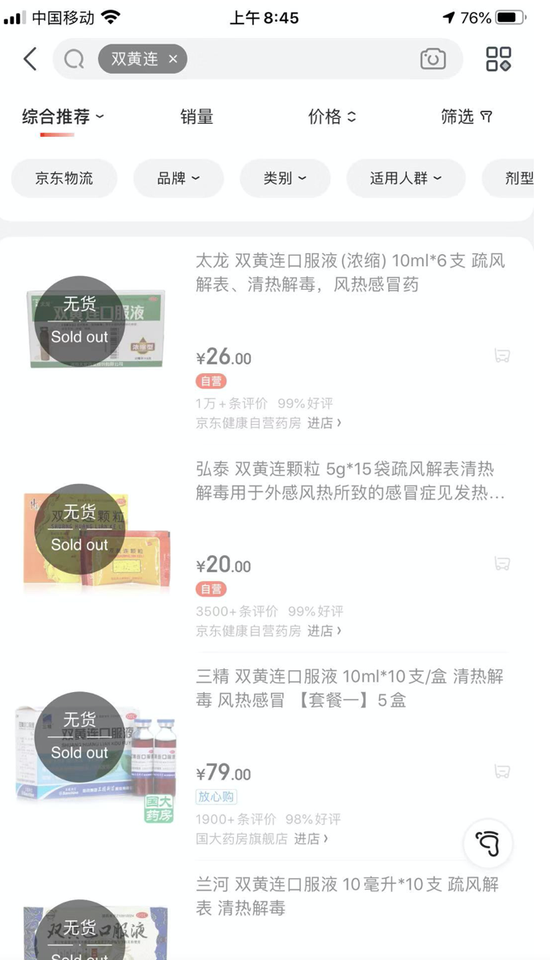 中国移动
上午8:45
76%
双黄连 ×
综合推荐
销量
价格
筛选
京东物流
品牌
类别
适用人群
剂型
太龙 双黄连口服液(浓缩) 10ml*6支 疏风
解表、清热解毒，风热感冒药
无货
Sold out
双黄连口服液
浓缩型
¥26.00
自营
1万+条评价 99%好评
京东健康自营药房 进店
弘泰 双黄连颗粒 5g*15袋疏风解表清热
解毒用于外感风热所致的感冒症见发热...
无货
Sold out
¥20.00
自营
3500+条评价 99%好评
京东健康自营药房 进店
三精 双黄连口服液 10ml*10支/盒 清热解
毒 风热感冒 【套餐一】5盒
无货
Sold out
双黄连口服液
国大
药房
¥79.00
放心购
1900+条评价 98%好评
国大药房旗舰店 进店
兰河 双黄连口服液 10毫升*10支 疏风解
表 清热解毒
双黄连口服液
无货
Sold out